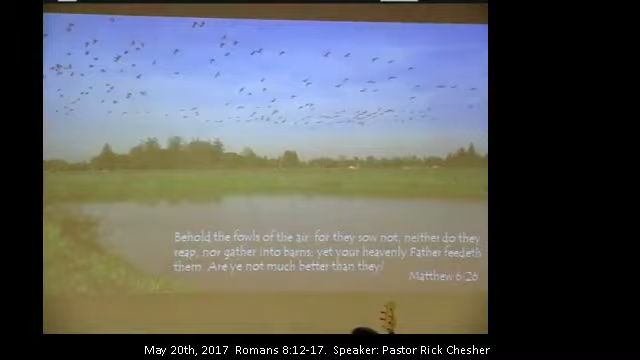 Behold the fowls of the air: for they sow not, neither do they
reap, nor gather into barns; yet your heavenly Father feedeth
them. Are ye not much better than they?
Matthew 6:26
May 20th, 2017 Romans 8:12-17. Speaker: Pastor Rick Chesher